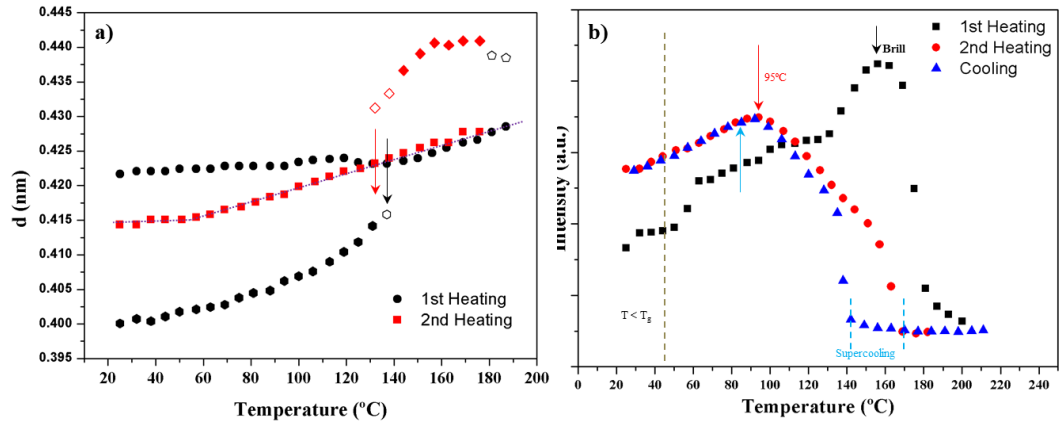 a)
0.445
0.440
0.435
0.430
0.425
0.420
0.415
0.410
0.405
0.400
0.395
d (nm)
1st Heating
2nd Heating
20 40 60 80 100 120 140 160 180 200
Temperature (ºC)
b)
1st Heating
2nd Heating
Cooling
Brill
95ºC
Intensity (a.u.)
T < Tg
Supercooling
20 40 60 80 100 120 140 160 180 200 220 240
Temperature (ºC)